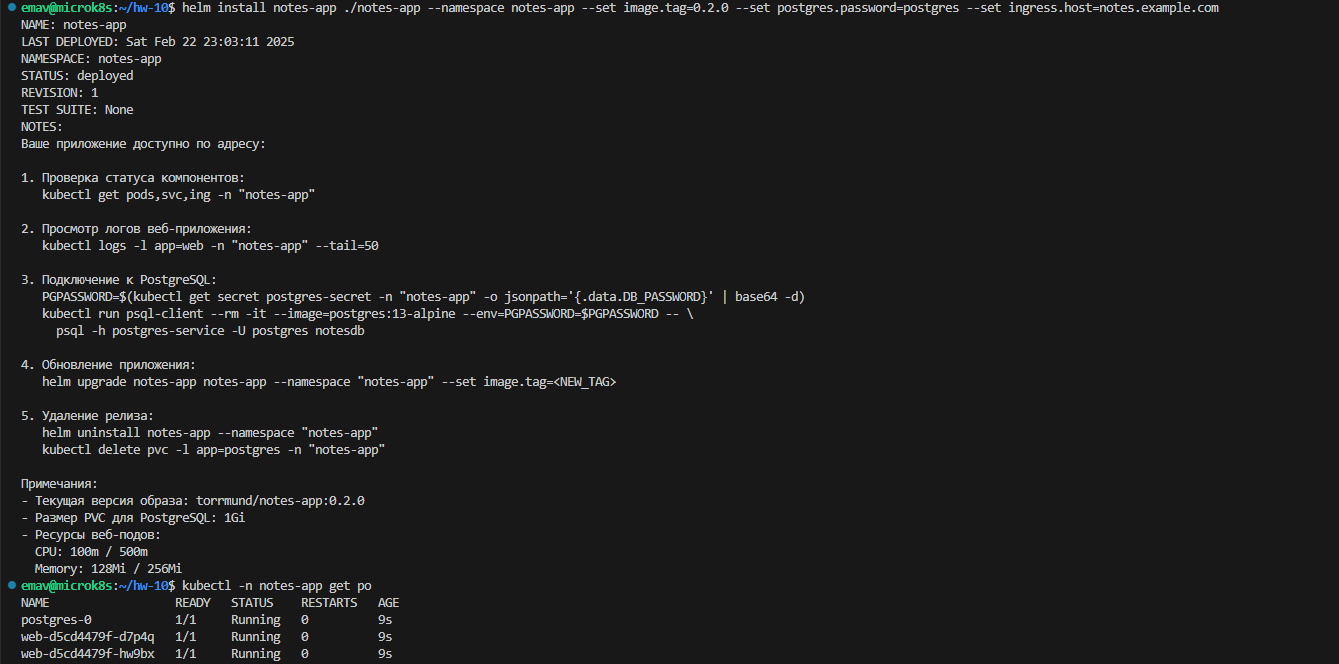 emav@microk8s:~/hw-10$ helm install notes-app ./notes-app --namespace notes-app --set image.tag=0.2.0 --set postgres.password=postgres --set ingress.host=notes.example.com
NAME: notes-app
LAST DEPLOYED: Sat Feb 22 23:03:11 2025
NAMESPACE: notes-app
STATUS: deployed
REVISION: 1
TEST SUITE: None
NOTES:
Ваше приложение доступно по адресу:
1. Проверка статуса компонентов:
kubectl get pods,svc,ing -n "notes-app"
2. Просмотр логов веб-приложения:
kubectl logs -l app=web -n "notes-app" --tail=50
3. Подключение к PostgreSQL:
PGPASSWORD=$(kubectl get secret postgres-secret -n "notes-app" -o jsonpath='{.data.DB_PASSWORD}' | base64 -d)
kubectl run psql-client --rm -it --image=postgres:13-alpine --env=PGPASSWORD=$PGPASSWORD -- \
psql -h postgres-service -U postgres notesdb
4. Обновление приложения:
helm upgrade notes-app notes-app --namespace "notes-app" --set image.tag=<NEW_TAG>
5. Удаление релиза:
helm uninstall notes-app --namespace "notes-app"
kubectl delete pvc -l app=postgres -n "notes-app"
Примечания:
- Текущая версия образа: torrmund/notes-app:0.2.0
- Размер PVC для PostgreSQL: 1Gi
- Ресурсы веб-подов:
CPU: 100m / 500m
Memory: 128Mi / 256Mi
emav@microk8s:~/hw-10$ kubectl -n notes-app get po
NAME READY STATUS RESTARTS AGE
postgres-0 1/1 Running 0 9s
web-d5cd4479f-d7p4q 1/1 Running 0 9s
web-d5cd4479f-hw9bx 1/1 Running 0 9s